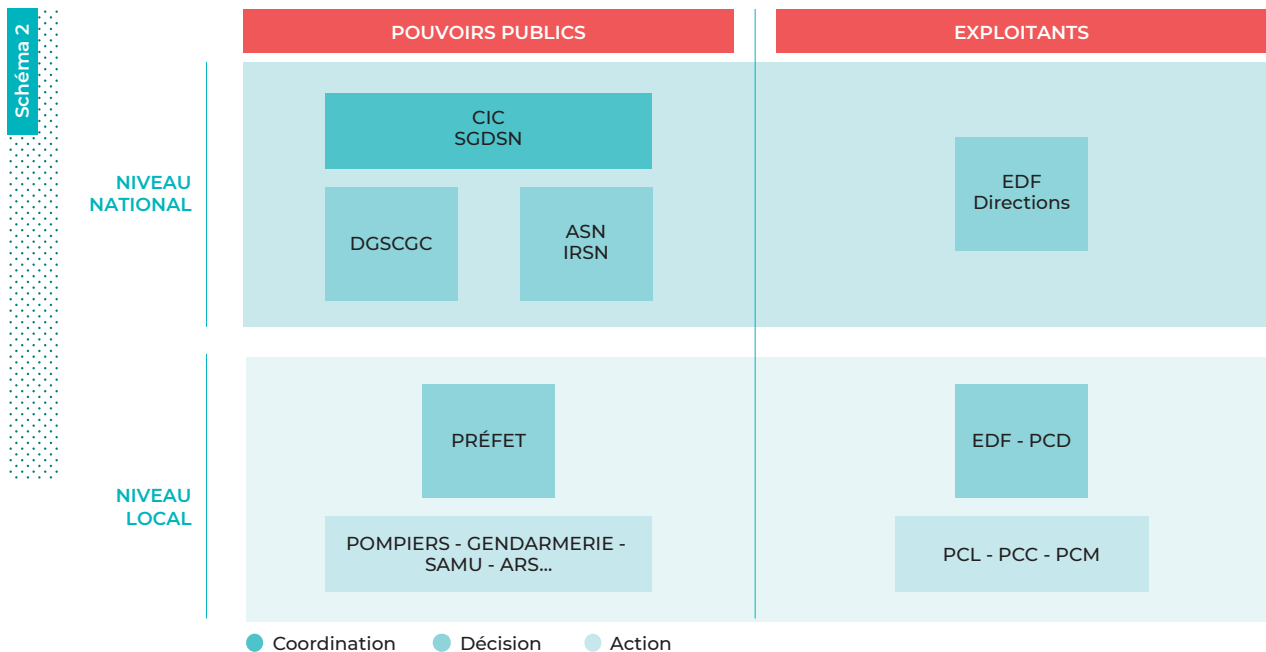 Schéma 2
POUVOIRS PUBLICS
EXPLOITANTS
NIVEAU
NATIONAL
CIC
SGDSN
DGSCGC
ASN
IRSN
EDF
Directions
NIVEAU
LOCAL
PRÉFET
POMPIERS - GENDARMERIE -
SAMU - ARS...
EDF - PCD
PCL - PCC - PCM
Coordination
Décision
Action